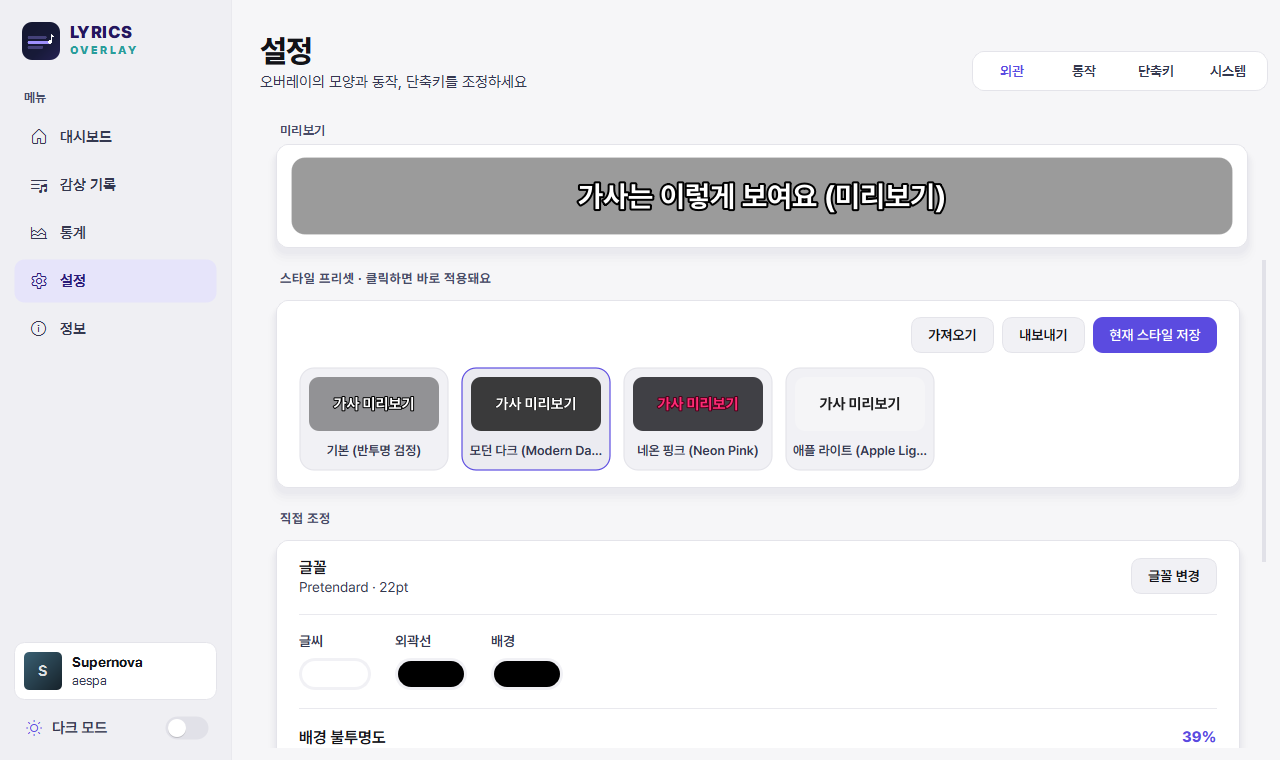 LYRICS
OVERLAY
메뉴
대시보드
감상 기록
통계
설정
정보
S
Supernova
aespa
다크 모드
설정
오버레이의 모양과 동작, 단축키를 조정하세요
외관
동작
단축키
시스템
미리보기
가사는 이렇게 보여요 (미리보기)
스타일 프리셋 · 클릭하면 바로 적용돼요
가져오기
내보내기
현재 스타일 저장
가사 미리보기
기본 (반투명 검정)
가사 미리보기
모던 다크 (Modern Da...
가사 미리보기
네온 핑크 (Neon Pink)
가사 미리보기
애플 라이트 (Apple Lig...
직접 조정
글꼴
Pretendard · 22pt
글꼴 변경
글씨
외곽선
배경
배경 불투명도
39%